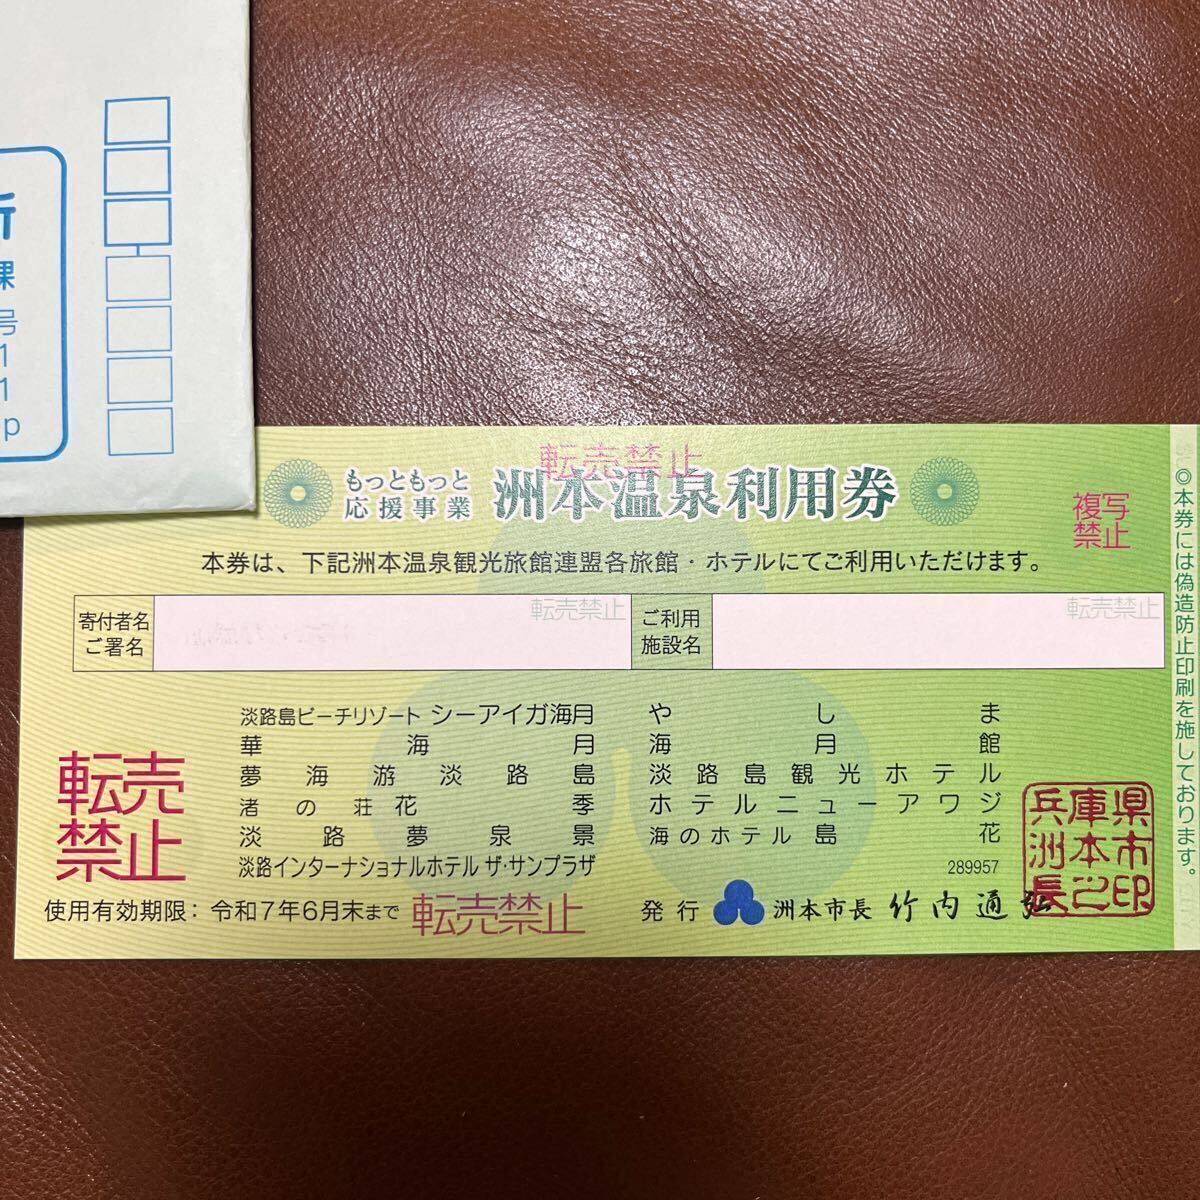 所
課
号
1
1
p
転売禁止
もっともっと
応援事業
洲本温泉利用券
複写
禁止
本券は、下記洲本温泉観光旅館連盟各旅館・ホテルにてご利用いただけます。
寄付者名
ご署名
転売禁止
ご利用
施設名
転売禁止
淡路島ビーチリゾート シーアイガ海月
華海月
夢海游淡路島
渚の荘花季
淡路夢泉景
淡路インターナショナルホテル ザ・サンプラザ
やしま
海月館
淡路島観光ホテル
ホテルニューアワジ
海のホテル島花
転売
禁止
289957
使用有効期限：令和7年6月末まで
転売禁止
発行 洲本市長 竹内通弘
兵庫県
洲本市
長之印
◎本券には偽造防止印刷を施しております。